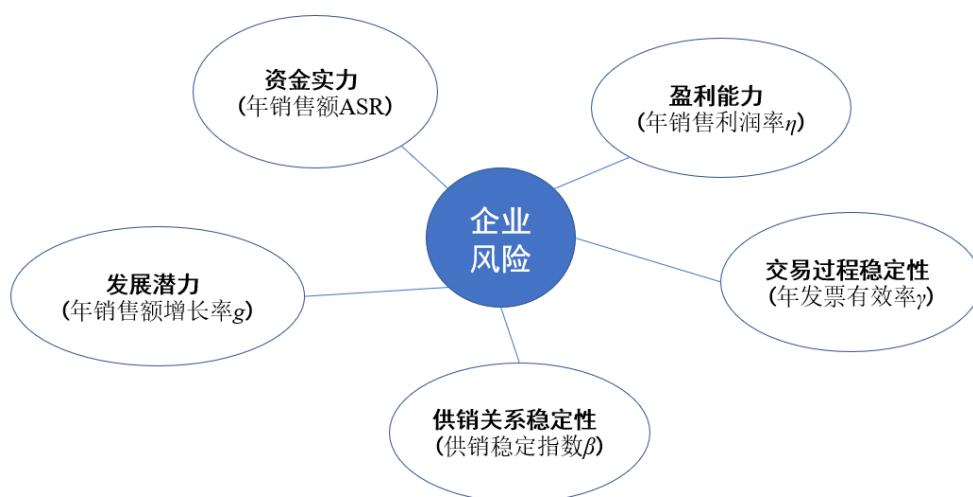 资金实力
(年销售额ASR)
盈利能力
(年销售利润率η)
企业
风险
发展潜力
(年销售额增长率g)
交易过程稳定性
(年发票有效率γ)
供销关系稳定性
(供销稳定指数β)